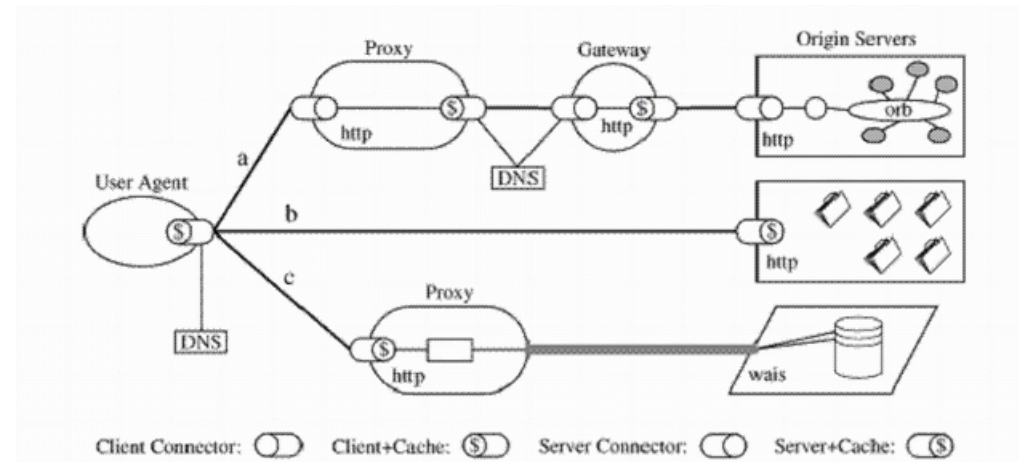 Proxy
Gateway
Origin Servers
$
$
orb
http
http
http
a
DNS
User Agent
b
$
$
http
c
Proxy
DNS
$
http
wais
Client Connector:
Client+Cache: $
Server Connector:
Server+Cache: $